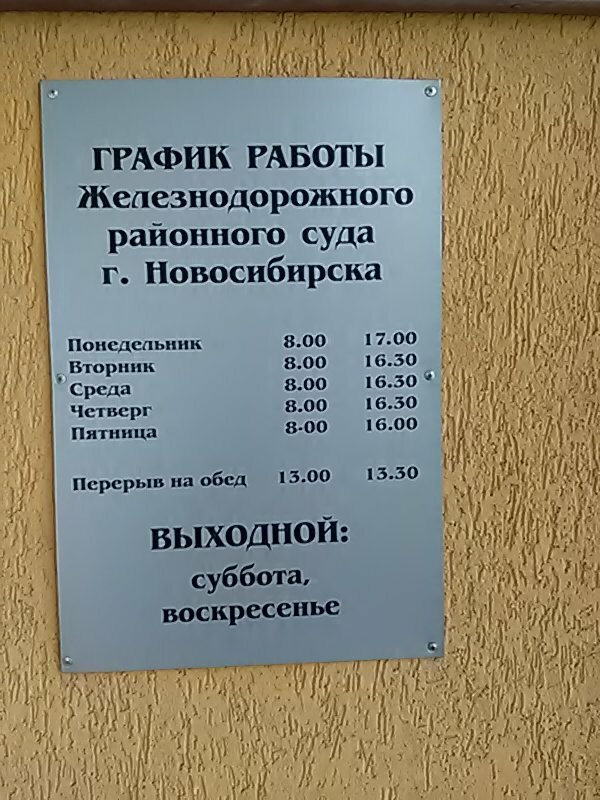 ГРАФИК РАБОТЫ
Железнодорожного
районного суда
г. Новосибирска
Понедельник 8.00 17.00
Вторник 8.00 16.30
Среда 8.00 16.30
Четверг 8.00 16.30
Пятница 8-00 16.00
Перерыв на обед 13.00 13.30
ВЫХОДНОЙ:
суббота,
воскресенье